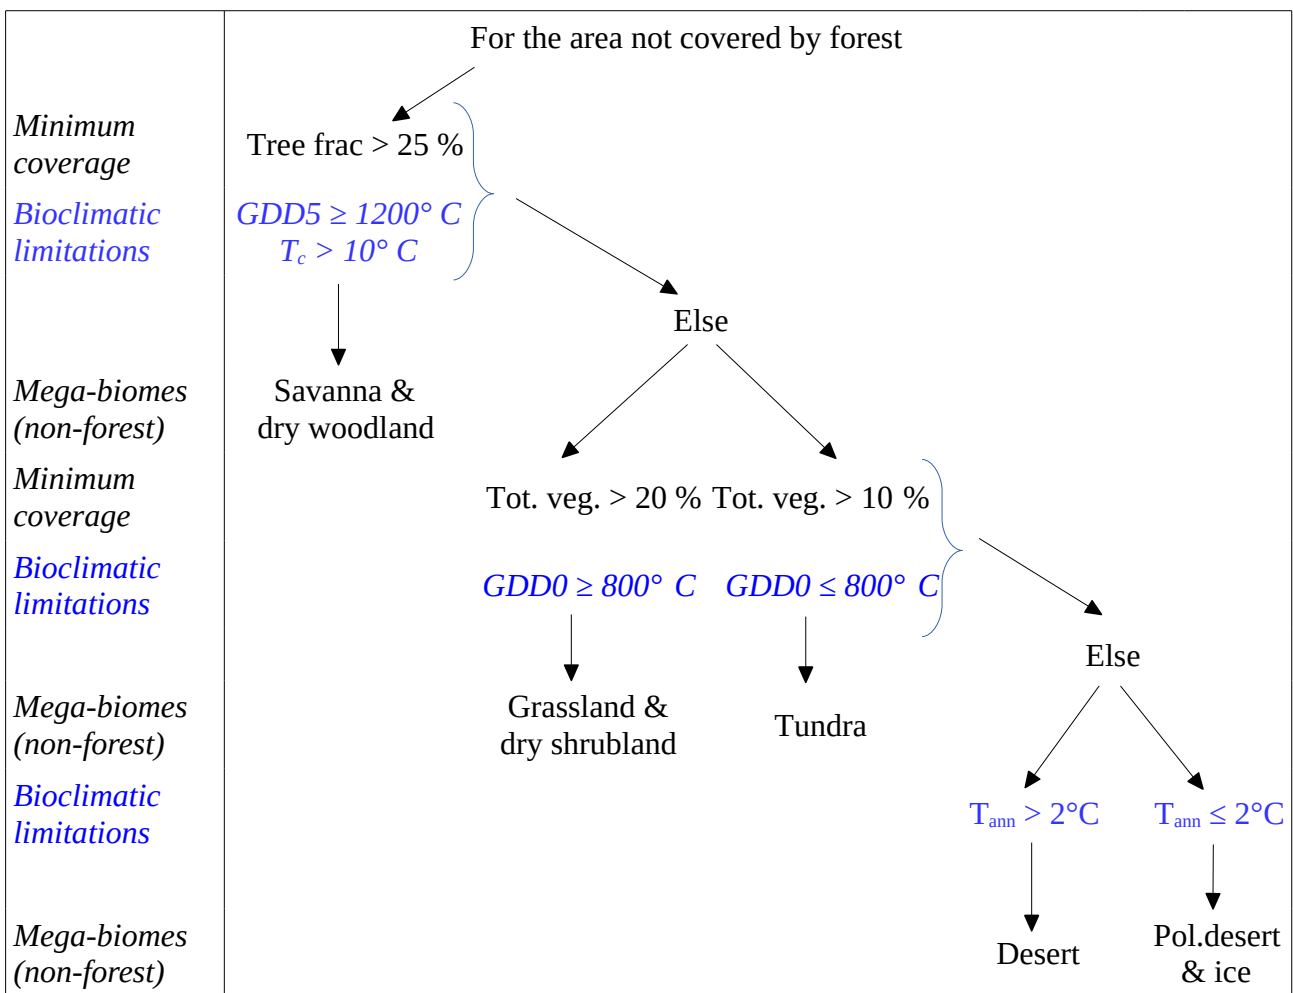 For the area not covered by forest
Minimum
coverage
Tree frac > 25 %
Bioclimatic
limitations
GDD5 ≥ 1200° C
Tc > 10° C
Else
Mega-biomes
(non-forest)
Savanna &
dry woodland
Minimum
coverage
Tot. veg. > 20 % Tot. veg. > 10 %
Bioclimatic
limitations
GDD0 ≥ 800° C GDD0 ≤ 800° C
Else
Mega-biomes
(non-forest)
Grassland &
dry shrubland
Tundra
Bioclimatic
limitations
Tann > 2°C Tann ≤ 2°C
Mega-biomes
(non-forest)
Desert
Pol.desert
& ice